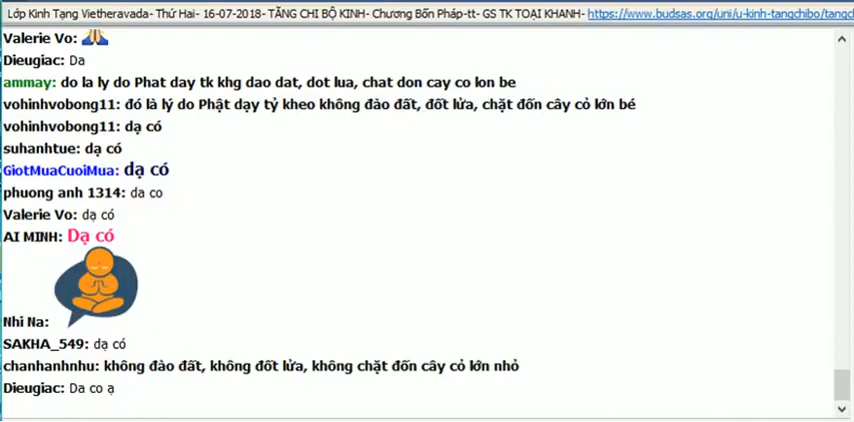 Lớp Kinh Tạng Vietheravada- Thứ Hai- 16-07-2018- TĂNG CHI BỘ KINH- Chương Bốn Pháp-tt- GS TK TOẠI KHANH- https://www.budsas.org/uni/u-kinh-tangchibo/tangc
Valerie Vo:
Dieugiac: Da
ammay: do la ly do Phat day tk khg dao dat, dot lua, chat don cay co lon be
vohinhvobong11: đó là lý do Phật dạy tỷ kheo không đào đất, đốt lửa, chặt đốn cây cỏ lớn bé
vohinhvobong11: dạ có
suhanhtue: dạ có
GiotMuaCuoiMua: dạ có
phuong anh 1314: da co
Valerie Vo: dạ có
AI MINH: Dạ có
Nhi Na:
SAKHA_549: dạ có
chanhanhnhu: không đào đất, không đốt lửa, không chặt đốn cây cỏ lớn nhỏ
Dieugiac: Da co ạ